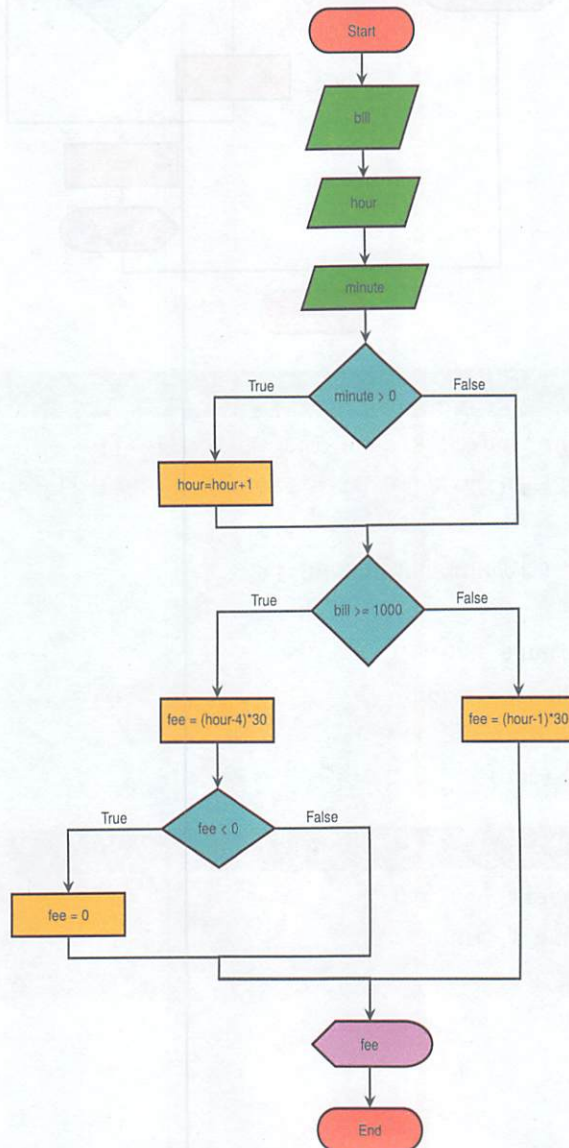 Start
bill
hour
minute
minute > 0
True
False
hour=hour+1
bill >= 1000
True
False
fee = (hour-4)*30
fee = (hour-1)*30
fee < 0
True
False
fee = 0
fee
End